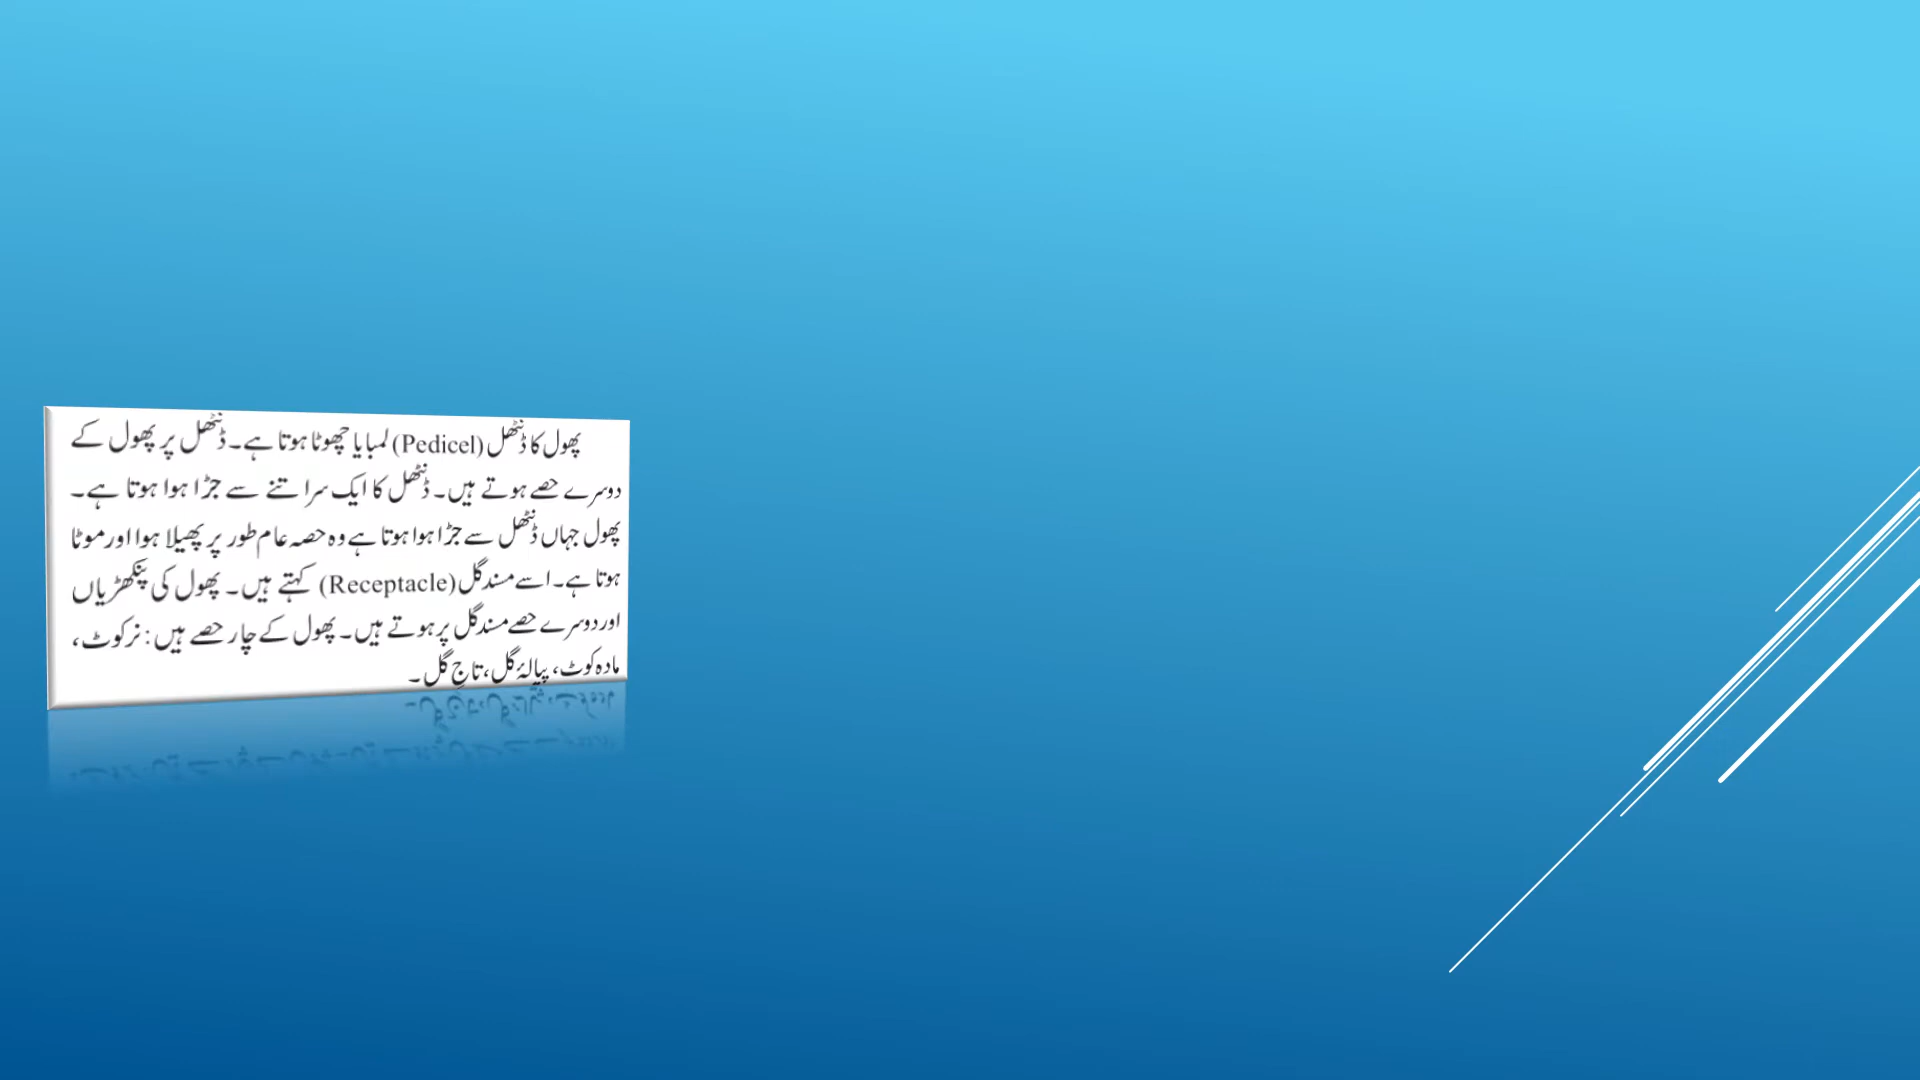 پھول کا ڈنٹھل (Pedicel) لمبا یا چھوٹا ہوتا ہے۔ ڈنٹھل پر پھول کے
دوسرے حصے ہوتے ہیں۔ ڈنٹھل کا ایک سرا تنے سے جڑا ہوا ہوتا ہے۔
پھول جہاں ڈنٹھل سے جڑا ہوا ہوتا ہے وہ حصہ عام طور پر پھیلا ہوا اور موٹا
ہوتا ہے۔ اسے مسندگل (Receptacle) کہتے ہیں۔ پھول کی پنکھڑیاں
اور دوسرے حصے مسندگل پر ہوتے ہیں۔ پھول کے چار حصے ہیں: نرکوٹ،
مادہ کوٹ، پیالۂ گل، تاجِ گل۔